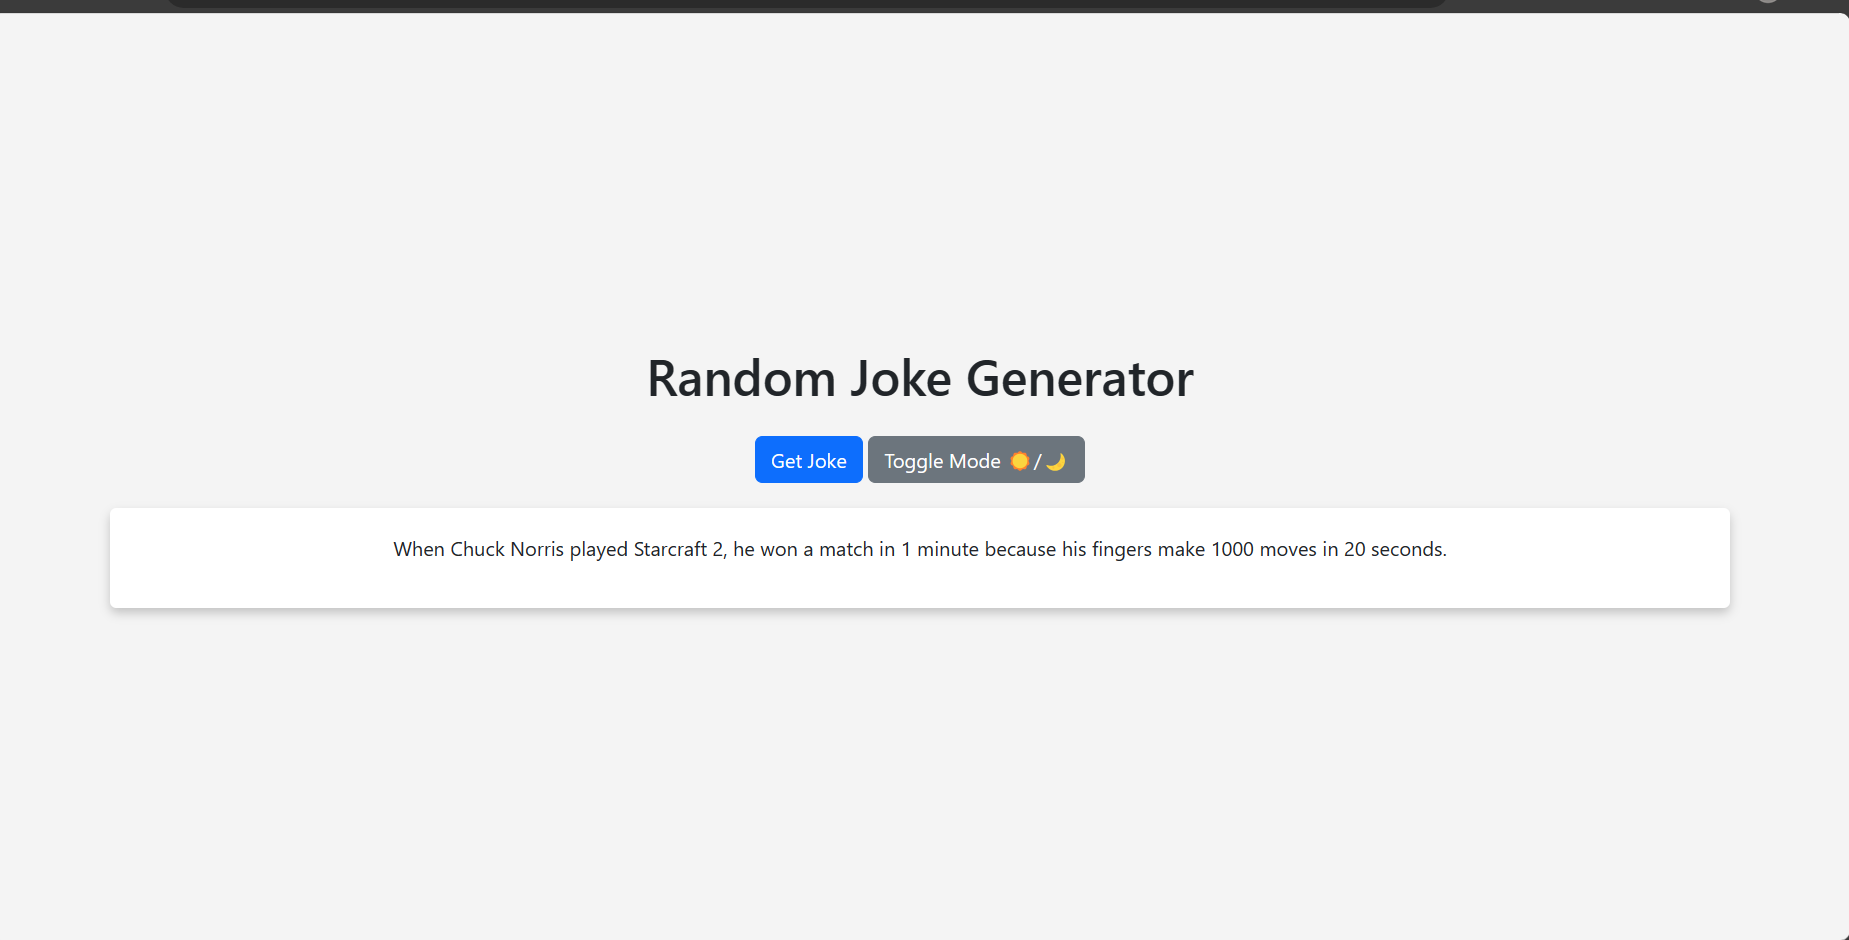 Random Joke Generator
Get Joke
Toggle Mode ☀️/🌙
When Chuck Norris played Starcraft 2, he won a match in 1 minute because his fingers make 1000 moves in 20 seconds.